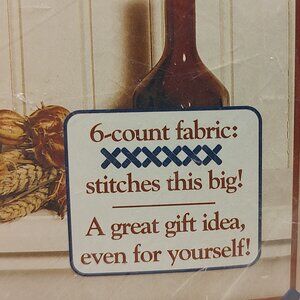 6-count fabric:
XXXXXX
stitches this big!
A great gift idea,
even for yourself!